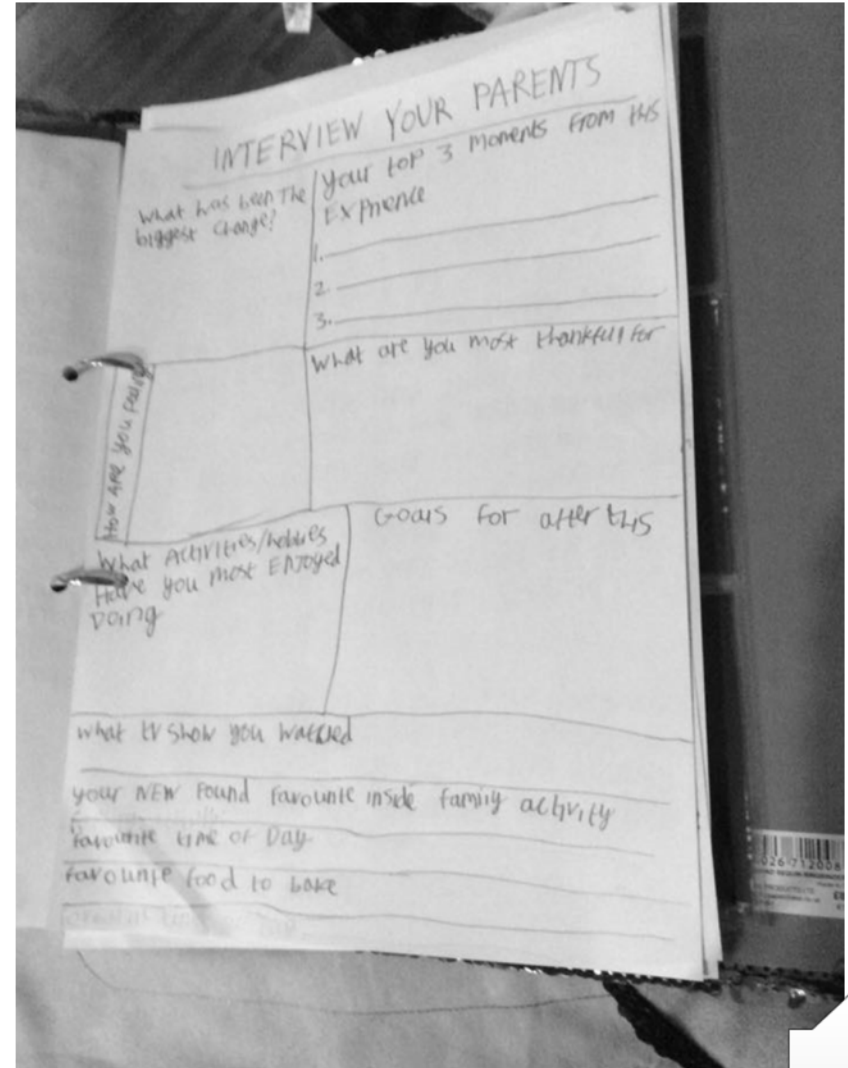 INTERVIEW YOUR PARENTS
What has been The
biggest change?
Your top 3 moments from this
Exprience
1.
2.
3.
How are you feeling
What are you most thankfull for
What Activities/hobbies
Have you most Enjoyed
Doing
Goals for after this
what tv show you watched
your NEW Found favourite inside family activity
favourite time of Day
favourite food to bake
026712008